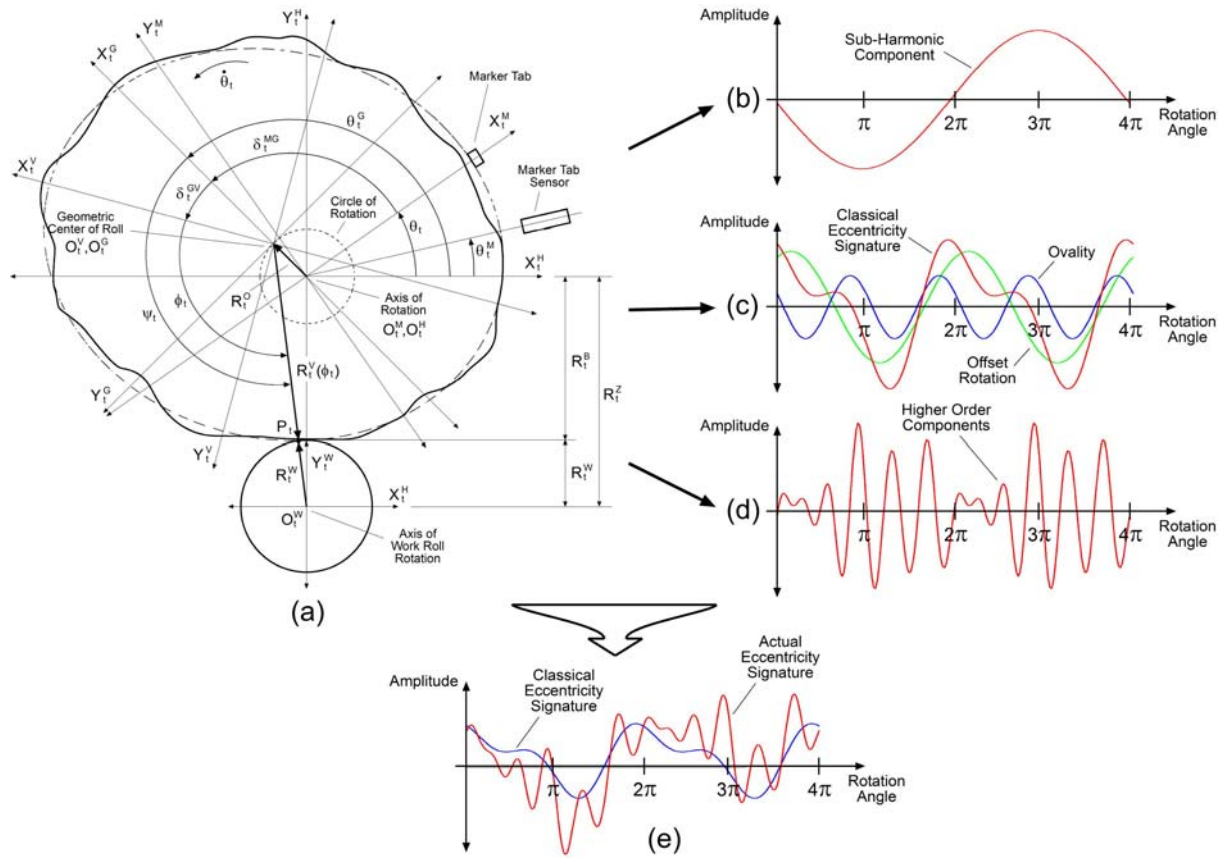 Y_t^M
Y_t^H
X_t^G
θ̇_t
Marker Tab
X_t^M
θ_t^G
δ_t^MG
X_t^V
δ_t^GV
Marker Tab
Sensor
Geometric
Center of Roll
O_t^V,O_t^G
Circle of
Rotation
θ_t
θ_t^M
X_t^H
R_t^O
Axis of
Rotation
O_t^M,O_t^H
ψ_t
ϕ_t
R_t^V(ϕ_t)
R_t^B
R_t^Z
Y_t^G
P_t
Y_t^V
R_t^W
Y_t^W
R_t^W
X_t^H
O_t^W
Axis of
Work Roll
Rotation
(a)
Amplitude
Sub-Harmonic
Component
(b)
π
2π
3π
4π
Rotation
Angle
Amplitude
Classical
Eccentricity
Signature
Ovality
(c)
π
2π
3π
4π
Rotation
Angle
Offset
Rotation
Amplitude
Higher Order
Components
(d)
π
2π
3π
4π
Rotation
Angle
Amplitude
Classical
Eccentricity
Signature
Actual
Eccentricity
Signature
π
2π
3π
4π
Rotation
Angle
(e)